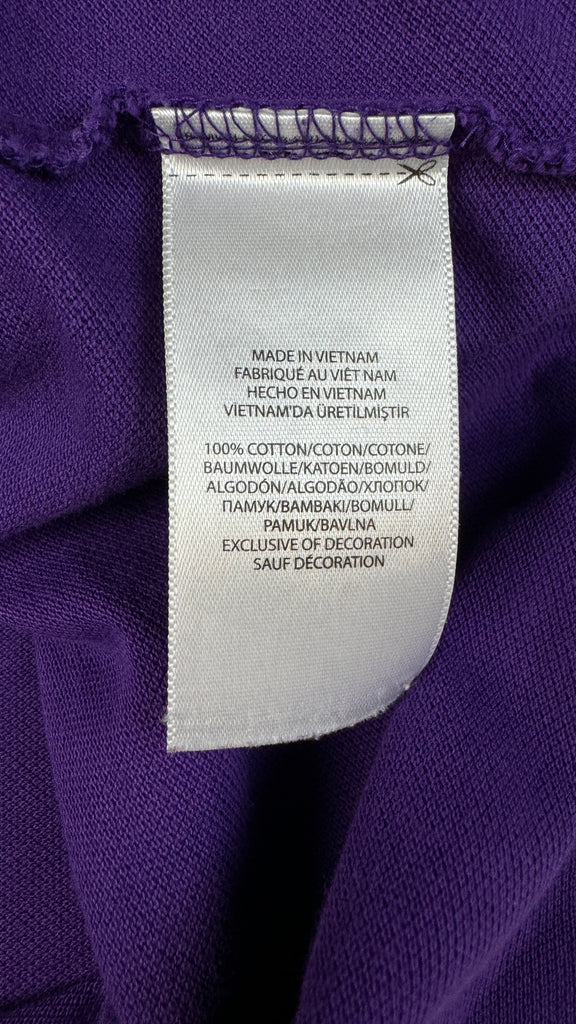 MADE IN VIETNAM
FABRIQUÉ AU VIÊT NAM
HECHO EN VIETNAM
VIETNAM'DA ÜRETİLMİŞTİR
100% COTTON/COTON/COTONE/
BAUMWOLLE/KATOEN/BOMULD/
ALGODÓN/ALGODÃO/ХЛОПОК/
ПАМУК/BAMBAKI/BOMULL/
PAMUK/BAVLNA
EXCLUSIVE OF DECORATION
SAUF DÉCORATION